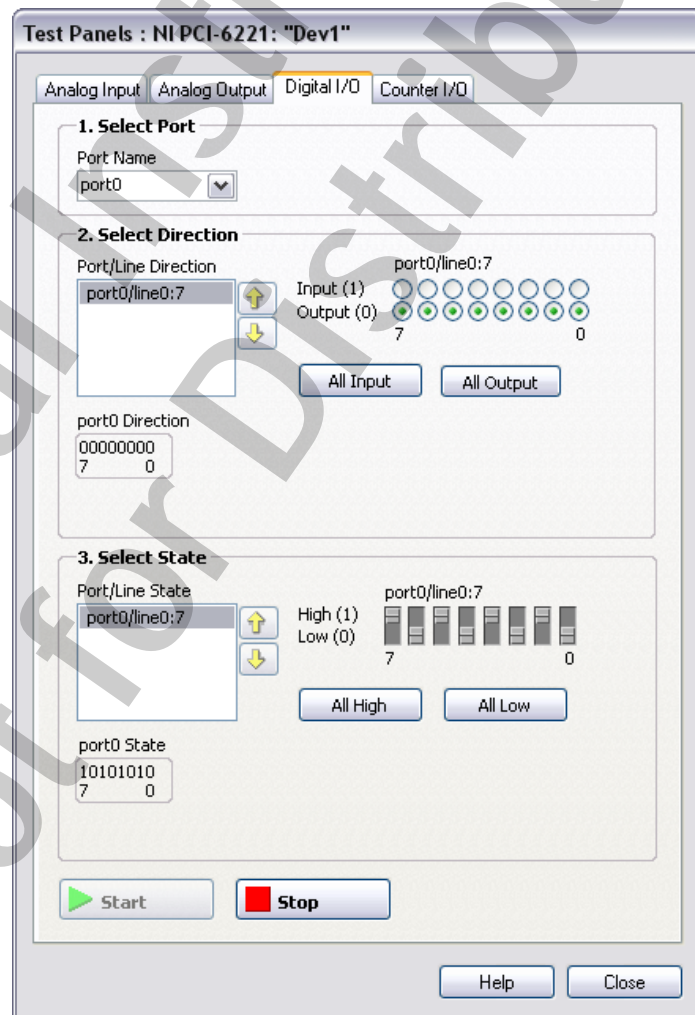 Test Panels : NI PCI-6221: "Dev1"
Analog Input Analog Output Digital I/O Counter I/O
1. Select Port
Port Name
port0
2. Select Direction
Port/Line Direction
port0/line0:7
port0/line0:7
Input (1)
Output (0)
7 0
All Input All Output
port0 Direction
00000000
7 0
3. Select State
Port/Line State
port0/line0:7
port0/line0:7
High (1)
Low (0)
7 0
All High All Low
port0 State
10101010
7 0
Start Stop
Help Close